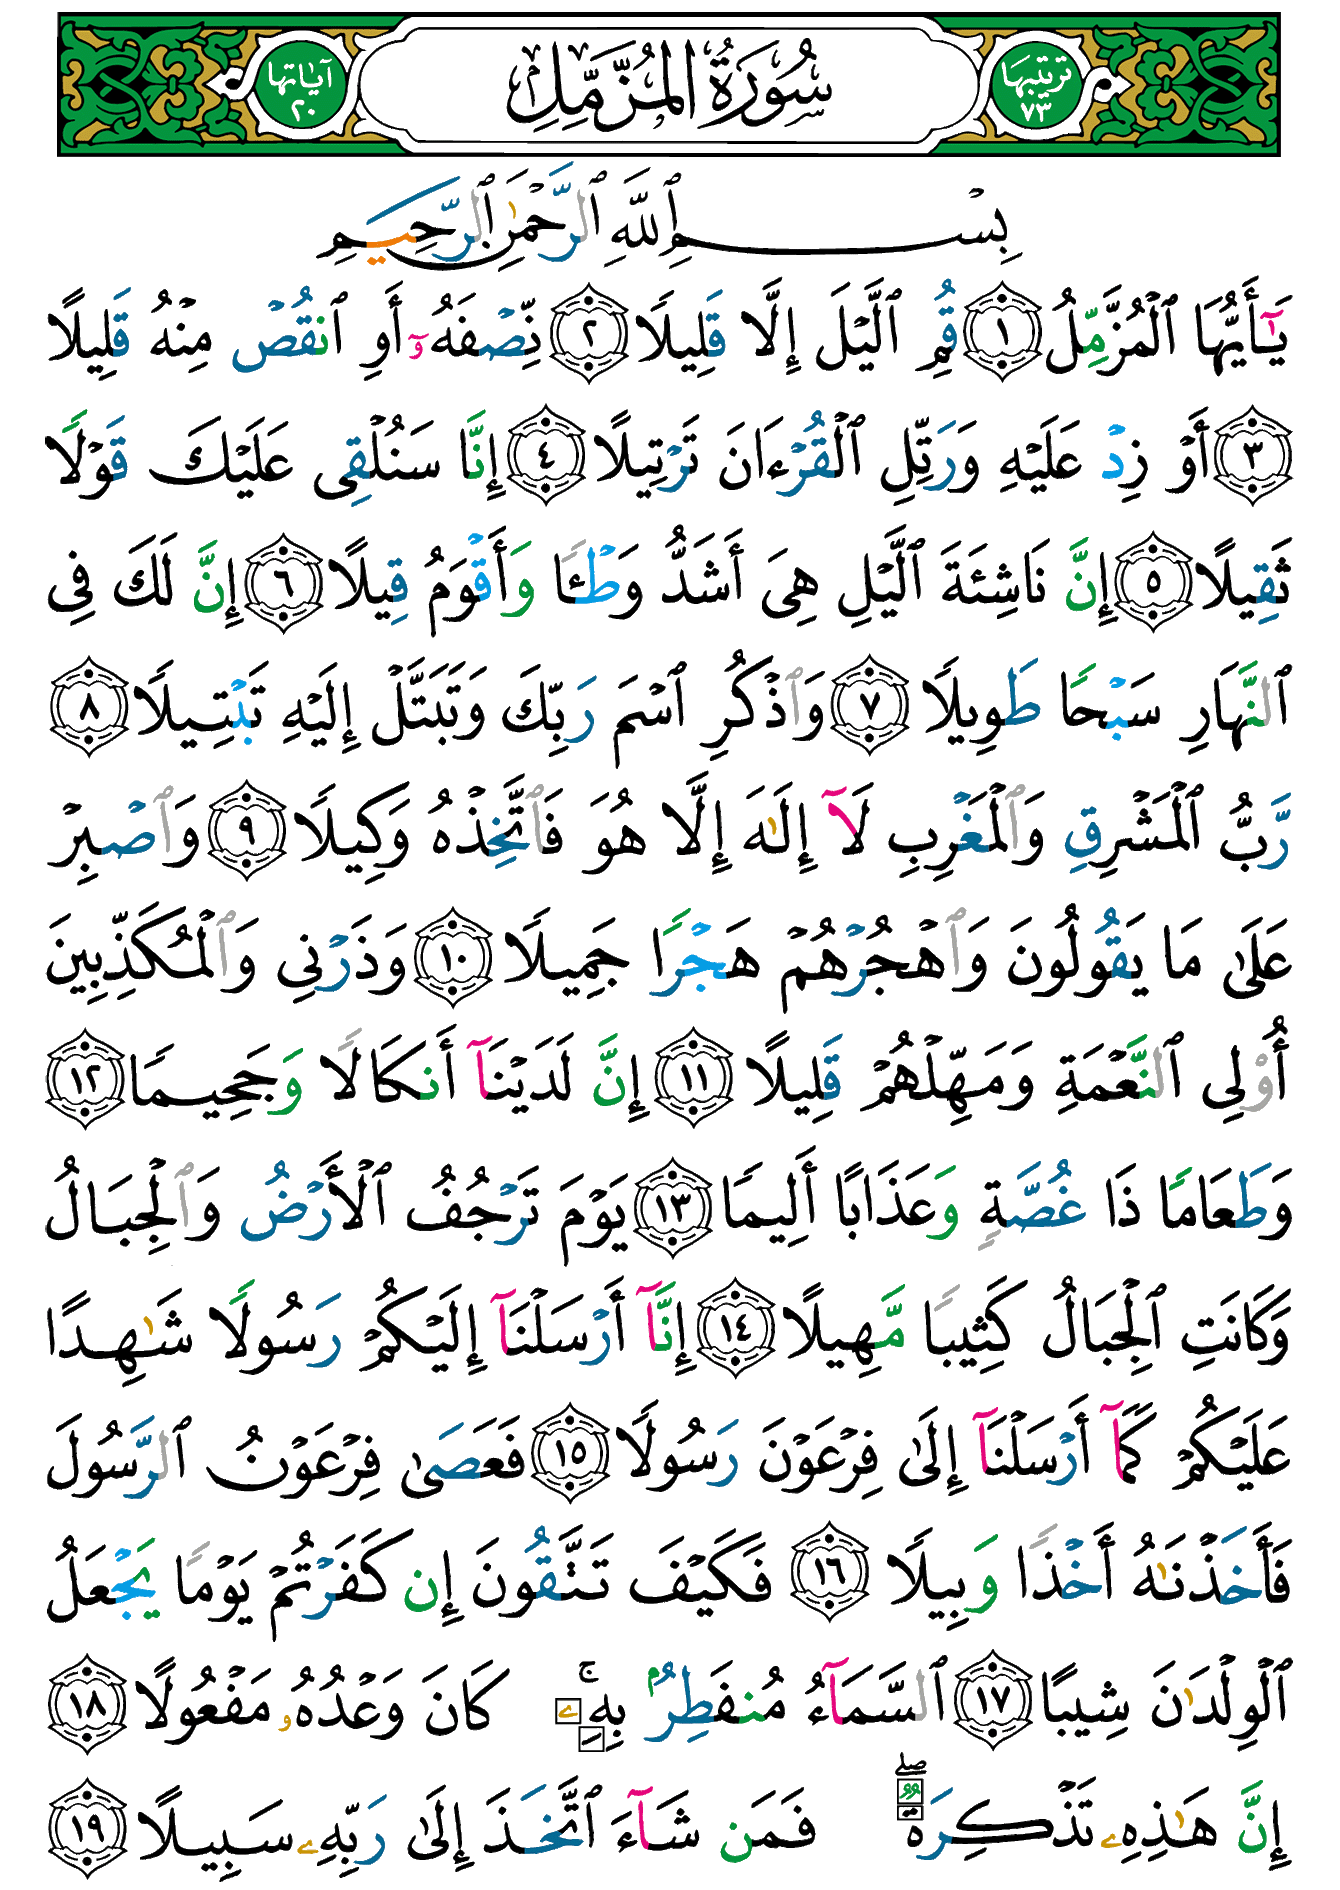 ترتيبها ٧٣ سُورَةُ المُزَّمِّلِ آياتها ٢٠
بِسْمِ ٱللَّهِ ٱلرَّحْمَٰنِ ٱلرَّحِيمِ
يَـٰٓأَيُّهَا ٱلْمُزَّمِّلُ ١ قُمِ ٱلَّيْلَ إِلَّا قَلِيلًا ٢ نِّصْفَهُۥٓ أَوِ ٱنقُصْ مِنْهُ قَلِيلًا
٣ أَوْ زِدْ عَلَيْهِ وَرَتِّلِ ٱلْقُرْءَانَ تَرْتِيلًا ٤ إِنَّا سَنُلْقِى عَلَيْكَ قَوْلًا
ثَقِيلًا ٥ إِنَّ نَاشِئَةَ ٱلَّيْلِ هِىَ أَشَدُّ وَطْـًٔا وَأَقْوَمُ قِيلًا ٦ إِنَّ لَكَ فِى
ٱلنَّهَارِ سَبْحًا طَوِيلًا ٧ وَٱذْكُرِ ٱسْمَ رَبِّكَ وَتَبَتَّلْ إِلَيْهِ تَبْتِيلًا ٨
رَّبُّ ٱلْمَشْرِقِ وَٱلْمَغْرِبِ لَآ إِلَـٰهَ إِلَّا هُوَ فَٱتَّخِذْهُ وَكِيلًا ٩ وَٱصْبِرْ
عَلَىٰ مَا يَقُولُونَ وَٱهْجُرْهُمْ هَجْرًا جَمِيلًا ١٠ وَذَرْنِى وَٱلْمُكَذِّبِينَ
أُو۟لِى ٱلنَّعْمَةِ وَمَهِّلْهُمْ قَلِيلًا ١١ إِنَّ لَدَيْنَآ أَنكَالًا وَجَحِيمًا ١٢
وَطَعَامًا ذَا غُصَّةٍ وَعَذَابًا أَلِيمًا ١٣ يَوْمَ تَرْجُفُ ٱلْأَرْضُ وَٱلْجِبَالُ
وَكَانَتِ ٱلْجِبَالُ كَثِيبًا مَّهِيلًا ١٤ إِنَّآ أَرْسَلْنَآ إِلَيْكُمْ رَسُولًا شَـٰهِدًا
عَلَيْكُمْ كَمَآ أَرْسَلْنَآ إِلَىٰ فِرْعَوْنَ رَسُولًا ١٥ فَعَصَىٰ فِرْعَوْنُ ٱلرَّسُولَ
فَأَخَذْنَـٰهُ أَخْذًا وَبِيلًا ١٦ فَكَيْفَ تَتَّقُونَ إِن كَفَرْتُمْ يَوْمًا يَجْعَلُ
ٱلْوِلْدَٰنَ شِيبًا ١٧ ٱلسَّمَآءُ مُنفَطِرٌۢ بِهِۦ ۚ كَانَ وَعْدُهُۥ مَفْعُولًا ١٨
إِنَّ هَـٰذِهِۦ تَذْكِرَةٌ ۖ فَمَن شَآءَ ٱتَّخَذَ إِلَىٰ رَبِّهِۦ سَبِيلًا ١٩